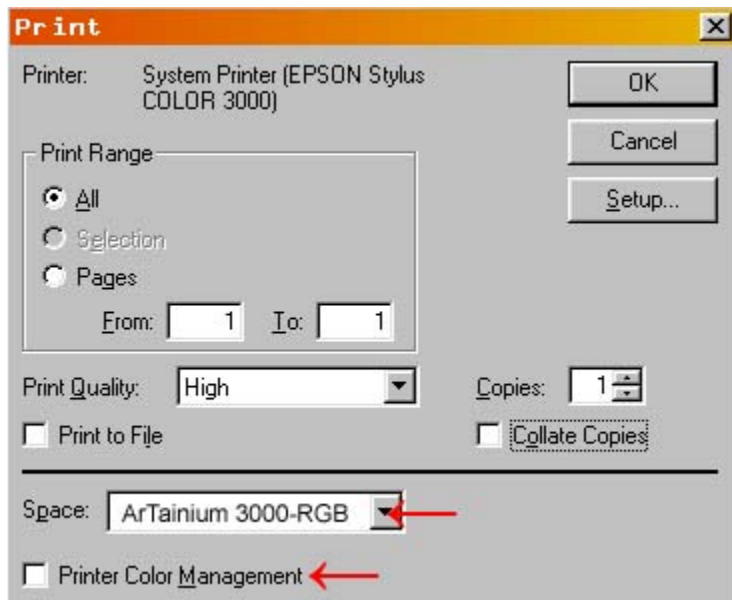 Print
Printer: System Printer (EPSON Stylus
COLOR 3000)
OK
Cancel
Setup...
Print Range
All
Selection
Pages
From: 1 To: 1
Print Quality: High
Copies: 1
Print to File
Collate Copies
Space: ArTainium 3000-RGB
Printer Color Management